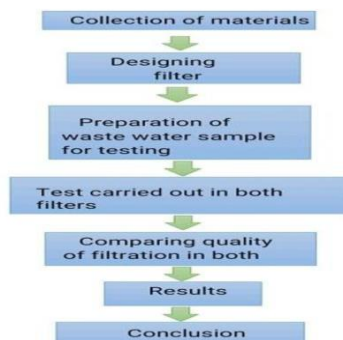 Collection of materials
Designing
filter
Preparation of
waste water sample
for testing
Test carried out in both
filters
Comparing quality
of filtration in both
Results
Conclusion